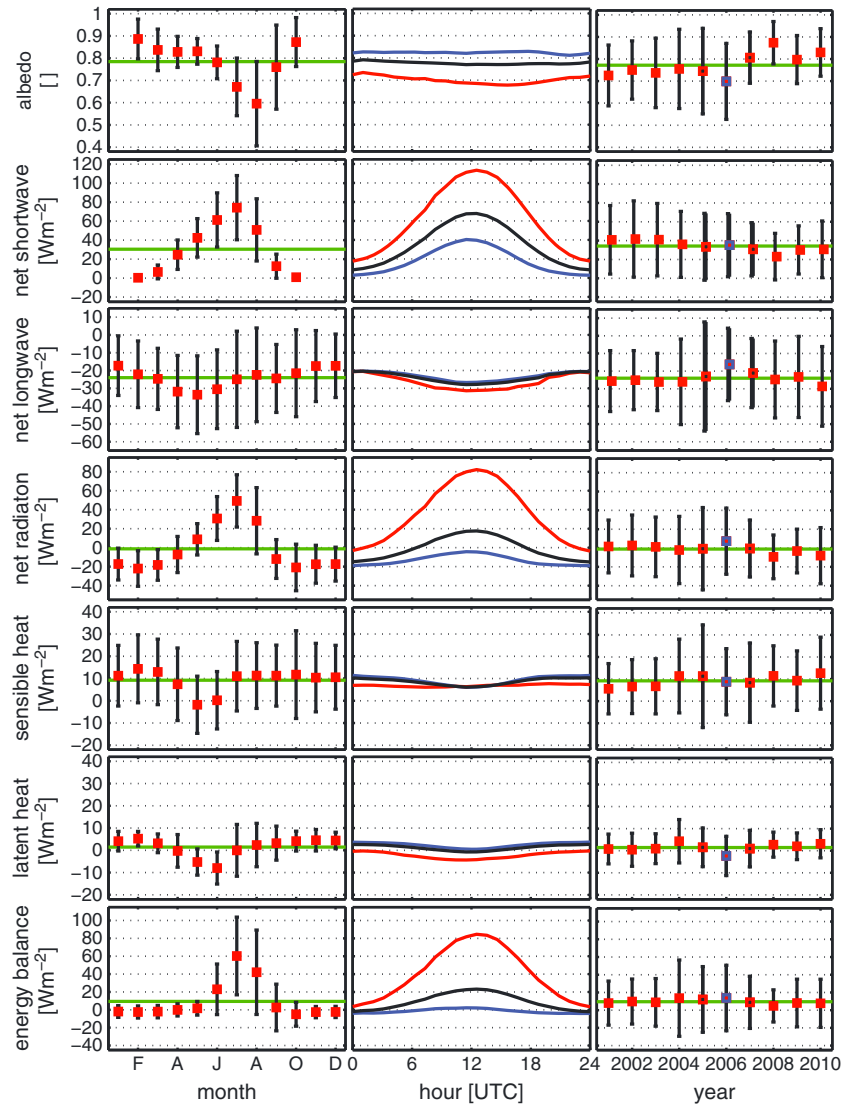 albedo
[ ]
1
0.9
0.8
0.7
0.6
0.5
0.4
net shortwave
[Wm−2]
120
100
80
60
40
20
0
−20
net longwave
[Wm−2]
10
0
−10
−20
−30
−40
−50
−60
net radiaton
[Wm−2]
80
60
40
20
0
−20
−40
sensible heat
[Wm−2]
40
30
20
10
0
−10
−20
latent heat
[Wm−2]
40
30
20
10
0
−10
−20
energy balance
[Wm−2]
100
80
60
40
20
0
−20
−40
F A J A O D
0 6 12 18 24
2002 2004 2006 2008 2010
month
hour [UTC]
year